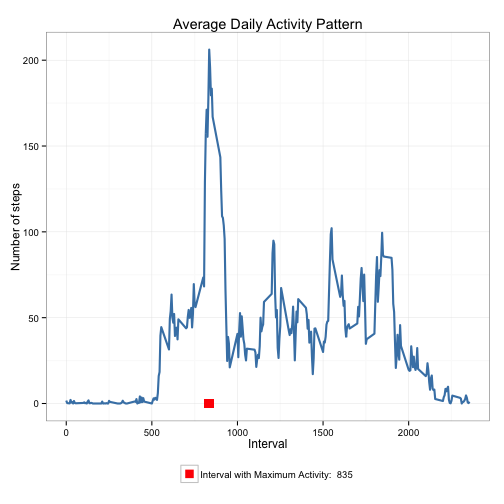 Average Daily Activity Pattern
Number of steps
200
150
100
50
0
0 500 1000 1500 2000
Interval
Interval with Maximum Activity: 835